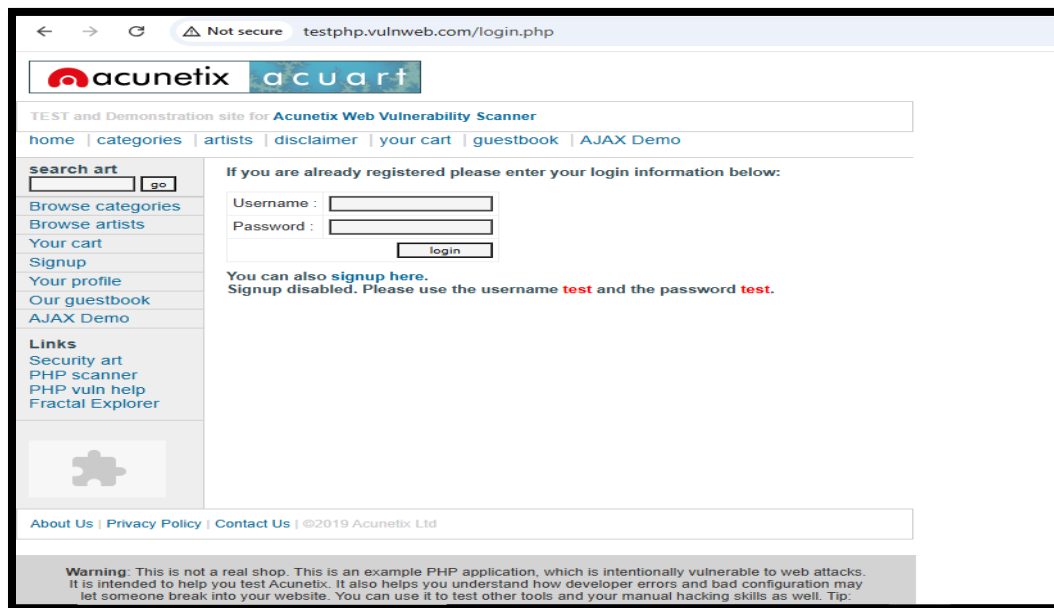 Not secure testphp.vulnweb.com/login.php
acunetix acuart
TEST and Demonstration site for Acunetix Web Vulnerability Scanner
home | categories | artists | disclaimer | your cart | guestbook | AJAX Demo
search art
go
Browse categories
Browse artists
Your cart
Signup
Your profile
Our guestbook
AJAX Demo
Links
Security art
PHP scanner
PHP vuln help
Fractal Explorer
If you are already registered please enter your login information below:
Username :
Password :
login
You can also signup here.
Signup disabled. Please use the username test and the password test.
About Us | Privacy Policy | Contact Us | ©2019 Acunetix Ltd
Warning: This is not a real shop. This is an example PHP application, which is intentionally vulnerable to web attacks.
It is intended to help you test Acunetix. It also helps you understand how developer errors and bad configuration may
let someone break into your website. You can use it to test other tools and your manual hacking skills as well. Tip: